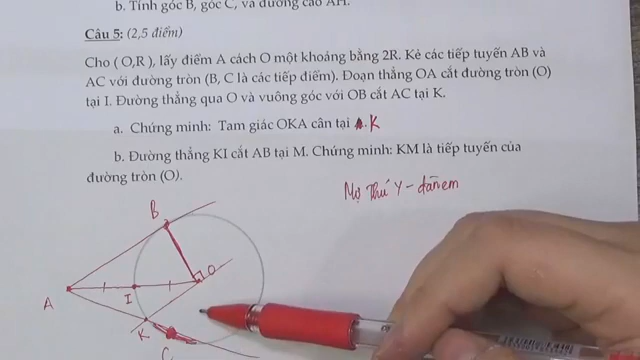 b. Tính góc B, góc C, và đường cao AH.
Câu 5: (2,5 điểm)
Cho ( O,R ), lấy điểm A cách O một khoảng bằng 2R. Kẻ các tiếp tuyến AB và
AC với đường tròn (B, C là các tiếp điểm). Đoạn thẳng OA cắt đường tròn (O)
tại I. Đường thẳng qua O và vuông góc với OB cắt AC tại K.
a. Chứng minh: Tam giác OKA cân tại A. K
b. Đường thẳng KI cắt AB tại M. Chứng minh: KM là tiếp tuyến của
đường tròn (O).
B
O
A
I
K
C